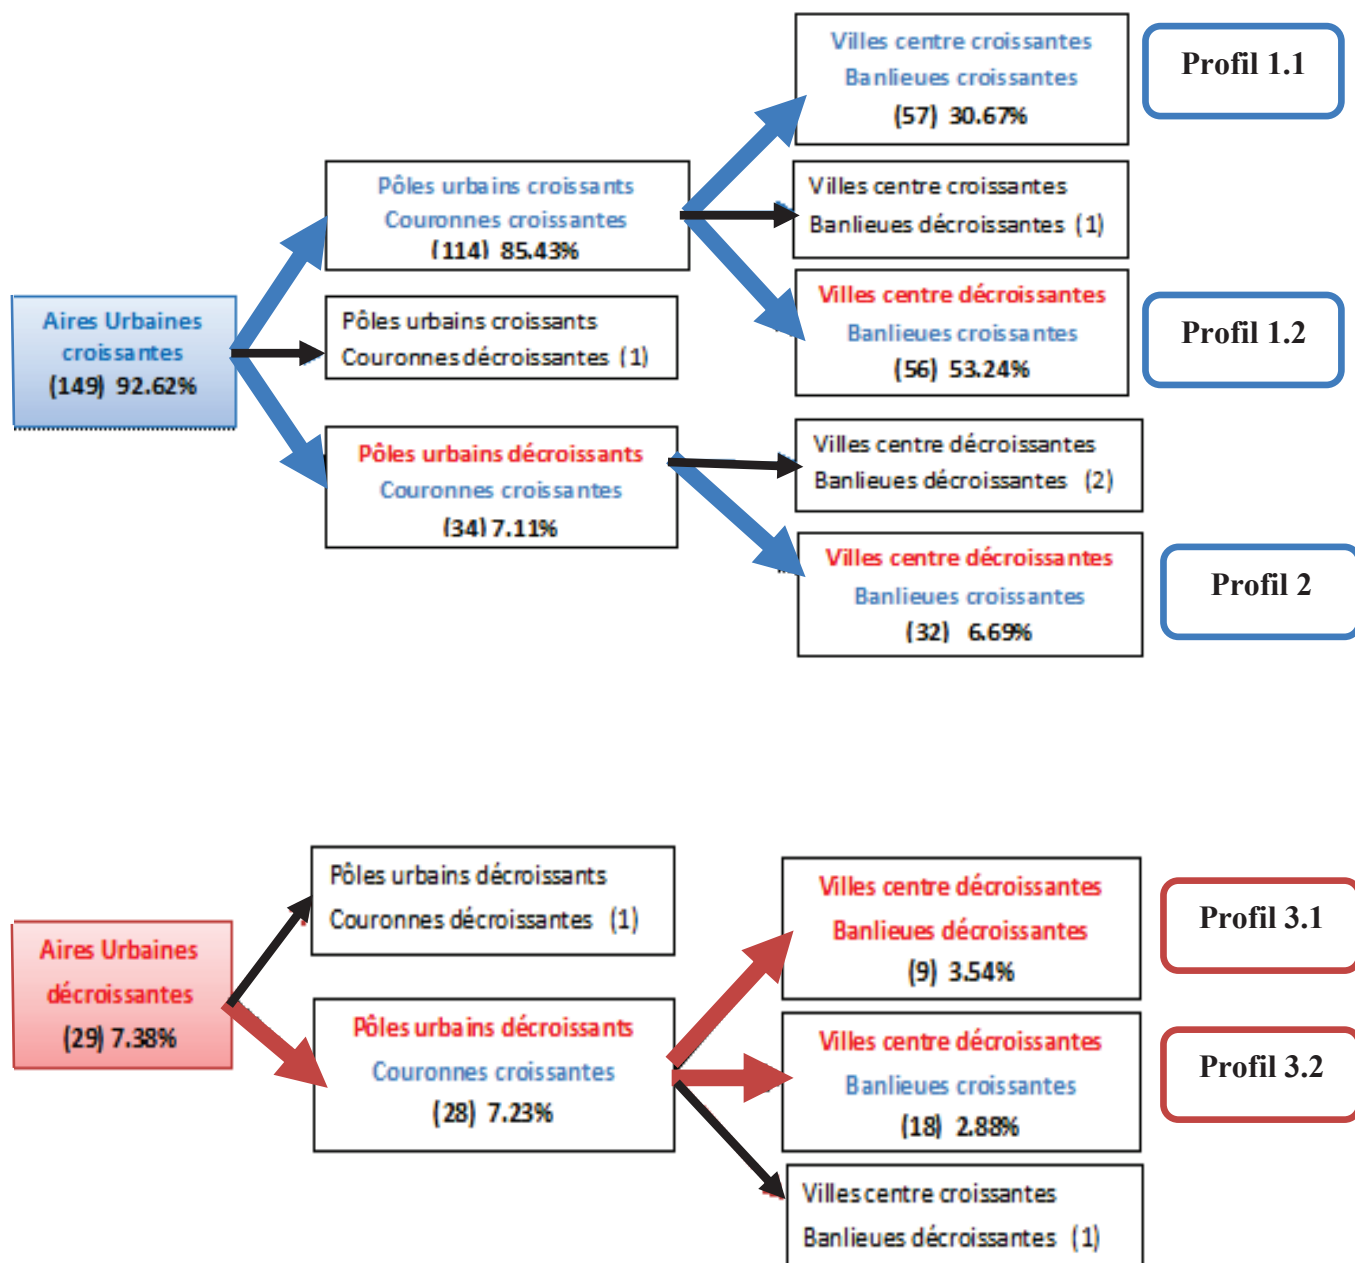 Villes centre croissantes
Banlieues croissantes
(57) 30.67%
Profil 1.1
Pôles urbains croissants
Couronnes croissantes
(114) 85.43%
Villes centre croissantes
Banlieues décroissantes (1)
Aires Urbaines
croissantes
(149) 92.62%
Pôles urbains croissants
Couronnes décroissantes (1)
Villes centre décroissantes
Banlieues croissantes
(56) 53.24%
Profil 1.2
Pôles urbains décroissants
Couronnes croissantes
(34) 7.11%
Villes centre décroissantes
Banlieues décroissantes (2)
Villes centre décroissantes
Banlieues croissantes
(32) 6.69%
Profil 2
Pôles urbains décroissants
Couronnes décroissantes (1)
Villes centre décroissantes
Banlieues décroissantes
(9) 3.54%
Profil 3.1
Aires Urbaines
décroissantes
(29) 7.38%
Pôles urbains décroissants
Couronnes croissantes
(28) 7.23%
Villes centre décroissantes
Banlieues croissantes
(18) 2.88%
Profil 3.2
Villes centre croissantes
Banlieues décroissantes (1)